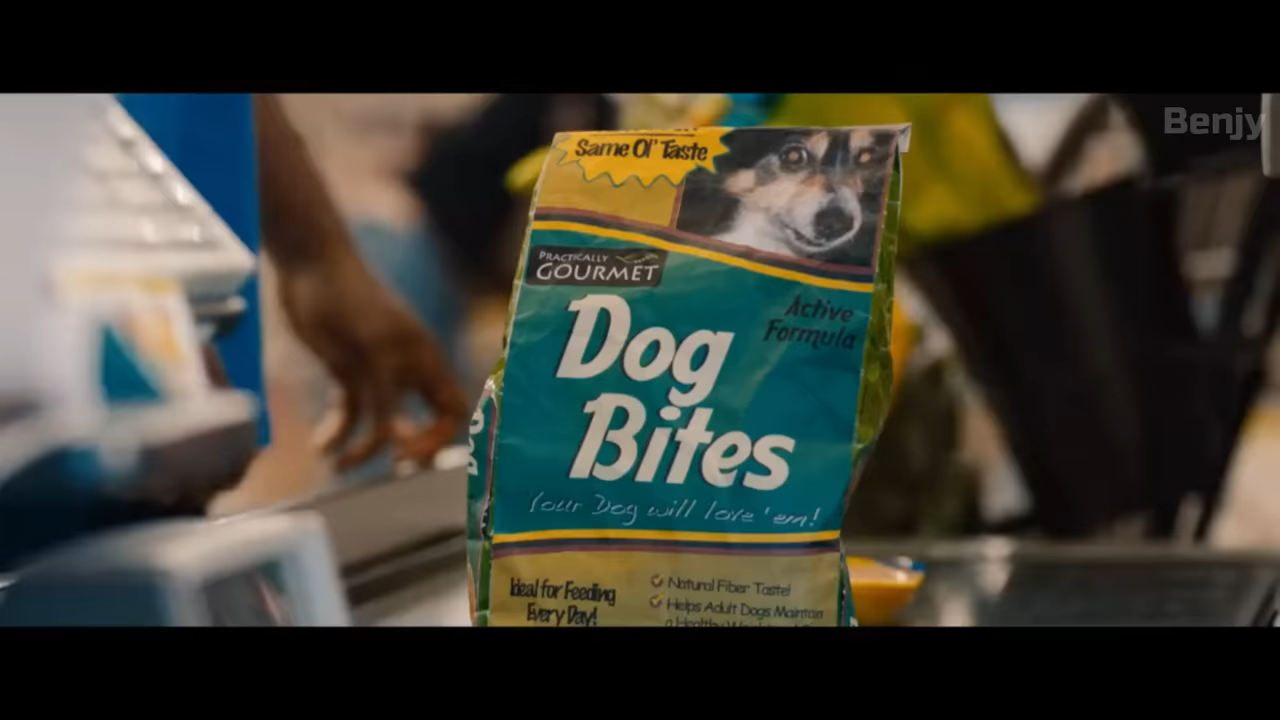 Benjy
Same Ol' Taste
PRACTICALLY
GOURMET
Active
Formula
Dog
Bites
Your Dog will love 'em!
Ideal for Feeding
Every Day!
Natural Fiber Taste!
Helps Adult Dogs Maintain
a Healthy